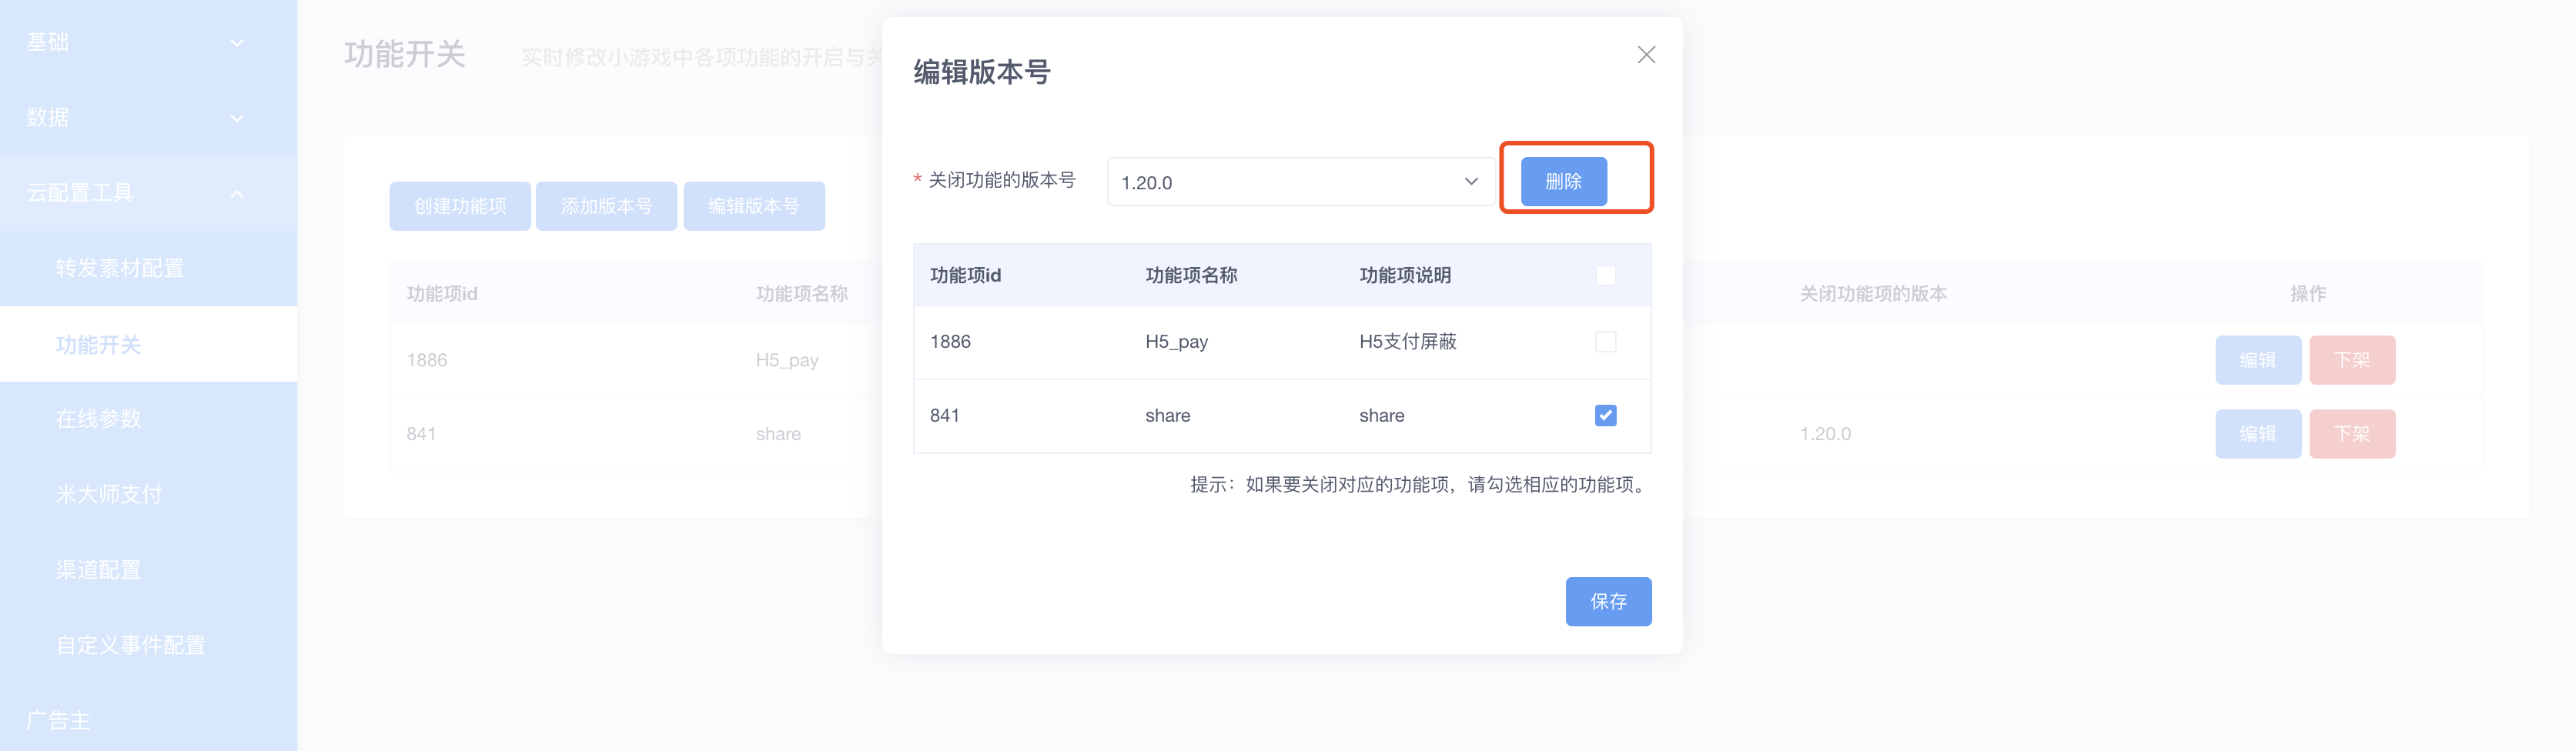 基础
数据
云配置工具
转发素材配置
功能开关
在线参数
米大师支付
渠道配置
自定义事件配置
广告主
功能开关
实时修改小游戏中各项功能的开启与关
创建功能项
添加版本号
编辑版本号
功能项id
功能项名称
关闭功能项的版本
操作
1886
H5_pay
编辑
下架
841
share
1.20.0
编辑
下架
编辑版本号
* 关闭功能的版本号
1.20.0
删除
功能项id
功能项名称
功能项说明
1886
H5_pay
H5支付屏蔽
841
share
share
提示：如果要关闭对应的功能项，请勾选相应的功能项。
保存